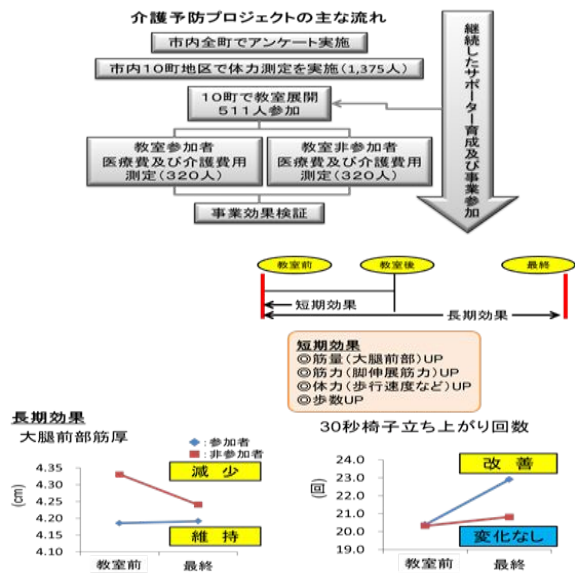 介護予防プロジェクトの主な流れ
市内全町でアンケート実施
市内10町地区で体力測定を実施(1,375人)
10町で教室展開
511人参加
教室参加者
医療費及び介護費用
測定(320人)
教室非参加者
医療費及び介護費用
測定(320人)
事業効果検証
継続したサポーター育成及び事業参加
教室前
教室後
最終
短期効果
長期効果
短期効果
◎筋量(大腿前部)UP
◎筋力(脚伸展筋力)UP
◎体力(歩行速度など)UP
◎歩数UP
長期効果
大腿前部筋厚
:参加者
:非参加者
(cm)
4.35
4.30
4.25
4.20
4.15
4.10
減少
維持
教室前
最終
30秒椅子立ち上がり回数
(回)
24.0
23.0
22.0
21.0
20.0
19.0
改善
変化なし
教室前
最終